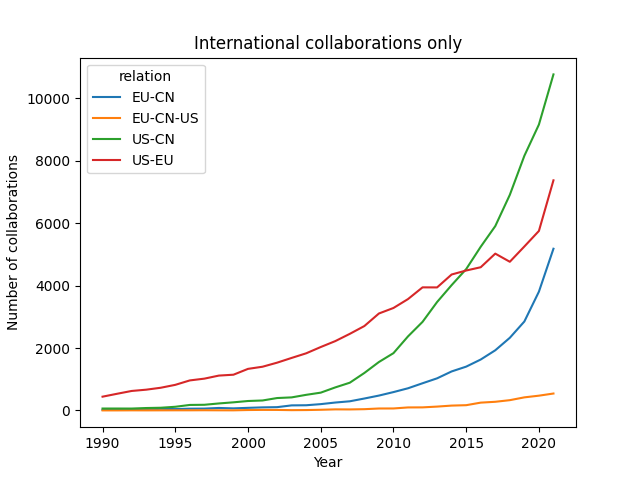 International collaborations only
relation
EU-CN
EU-CN-US
US-CN
US-EU
Number of collaborations
10000
8000
6000
4000
2000
0
1990 1995 2000 2005 2010 2015 2020
Year